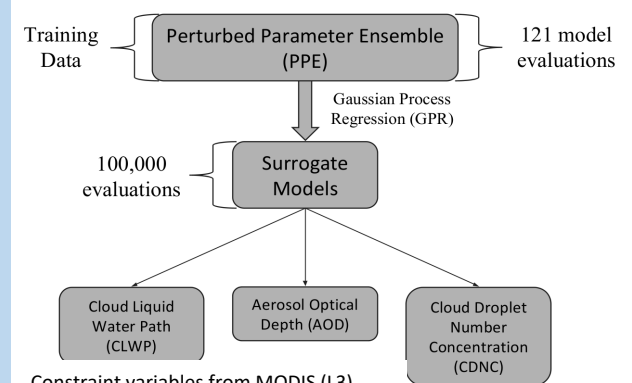 Training
Data
Perturbed Parameter Ensemble
(PPE)
121 model
evaluations
Gaussian Process
Regression (GPR)
100,000
evaluations
Surrogate
Models
Cloud Liquid
Water Path
(CLWP)
Aerosol Optical
Depth (AOD)
Cloud Droplet
Number
Concentration
(CDNC)
Constraint variables from MODIS (L3)